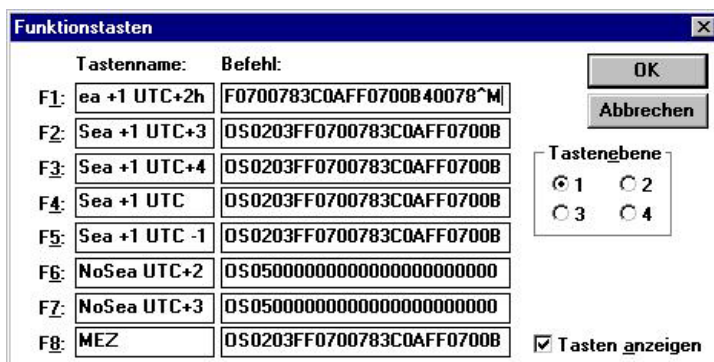 Funktionstasten
Tastenname: Befehl:
F1: ea +1 UTC+2h F0700783C0AFF0700B40078^M
F2: Sea +1 UTC+3 OS0203FF0700783C0AFF0700B
F3: Sea +1 UTC+4 OS0203FF0700783C0AFF0700B
F4: Sea +1 UTC OS0203FF0700783C0AFF0700B
F5: Sea +1 UTC -1 OS0203FF0700783C0AFF0700B
F6: NoSea UTC+2 OS05000000000000000000000
F7: NoSea UTC+3 OS05000000000000000000000
F8: MEZ OS0203FF0700783C0AFF0700B
OK
Abbrechen
Tastenebene
1 2
3 4
Tasten anzeigen